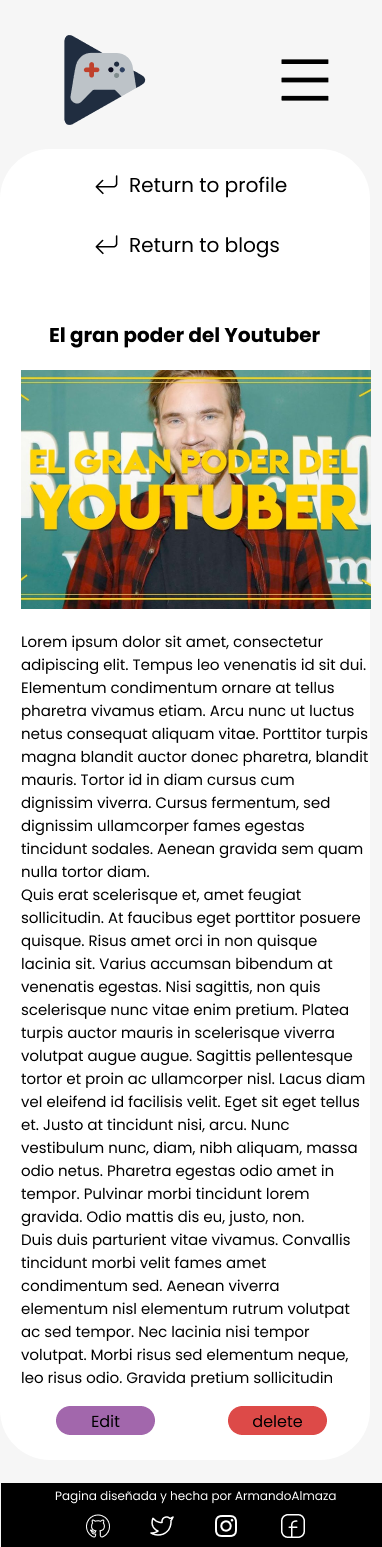 Return to profile
Return to blogs
El gran poder del Youtuber
EL GRAN PODER DEL
YOUTUBER
Lorem ipsum dolor sit amet, consectetur
adipiscing elit. Tempus leo venenatis id sit dui.
Elementum condimentum ornare at tellus
pharetra vivamus etiam. Arcu nunc ut luctus
netus consequat aliquam vitae. Porttitor turpis
magna blandit auctor donec pharetra, blandit
mauris. Tortor id in diam cursus cum
dignissim viverra. Cursus fermentum, sed
dignissim ullamcorper fames egestas
tincidunt sodales. Aenean gravida sem quam
nulla tortor diam.
Quis erat scelerisque et, amet feugiat
sollicitudin. At faucibus eget porttitor posuere
quisque. Risus amet orci in non quisque
lacinia sit. Varius accumsan bibendum at
venenatis egestas. Nisi sagittis, non quis
scelerisque nunc vitae enim pretium. Platea
turpis auctor mauris in scelerisque viverra
volutpat augue augue. Sagittis pellentesque
tortor et proin ac ullamcorper nisl. Lacus diam
vel eleifend id facilisis velit. Eget sit eget tellus
et. Justo at tincidunt nisi, arcu. Nunc
vestibulum nunc, diam, nibh aliquam, massa
odio netus. Pharetra egestas odio amet in
tempor. Pulvinar morbi tincidunt lorem
gravida. Odio mattis dis eu, justo, non.
Duis duis parturient vitae vivamus. Convallis
tincidunt morbi velit fames amet
condimentum sed. Aenean viverra
elementum nisl elementum rutrum volutpat
ac sed tempor. Nec lacinia nisi tempor
volutpat. Morbi risus sed elementum neque,
leo risus odio. Gravida pretium sollicitudin
Edit
delete
Pagina diseñada y hecha por ArmandoAlmaza